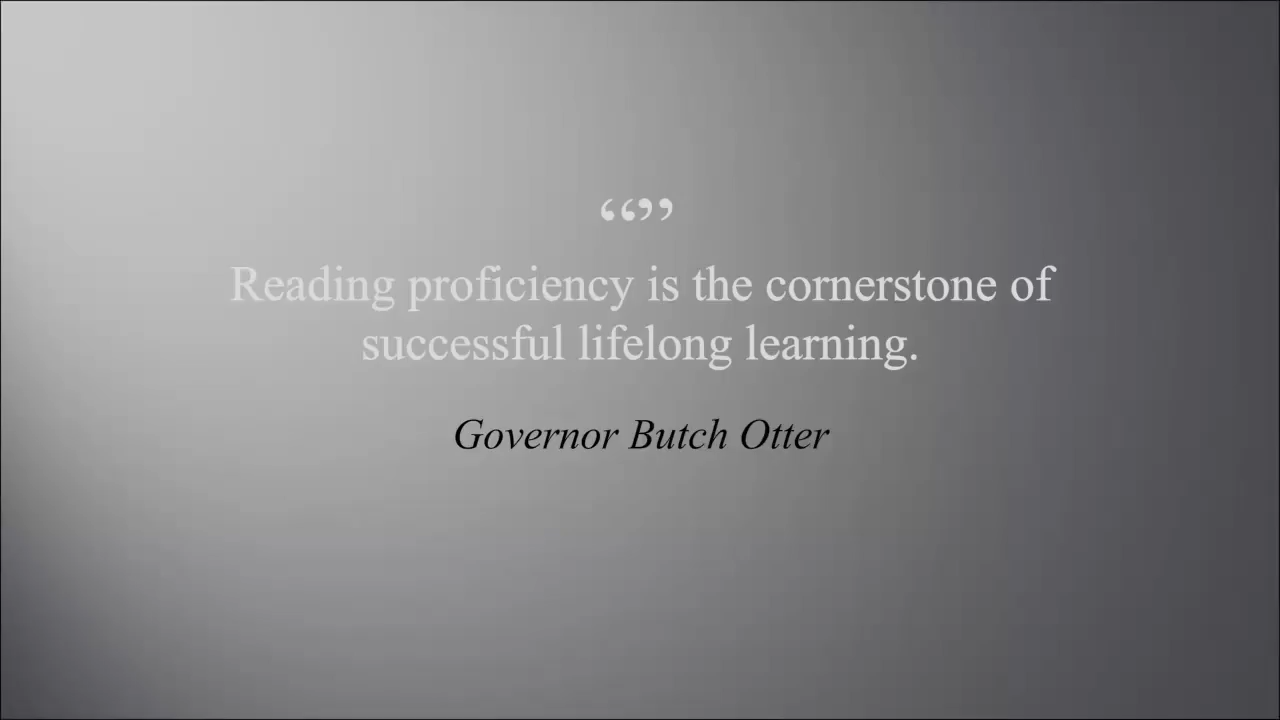 “”
Reading proficiency is the cornerstone of
successful lifelong learning.
Governor Butch Otter